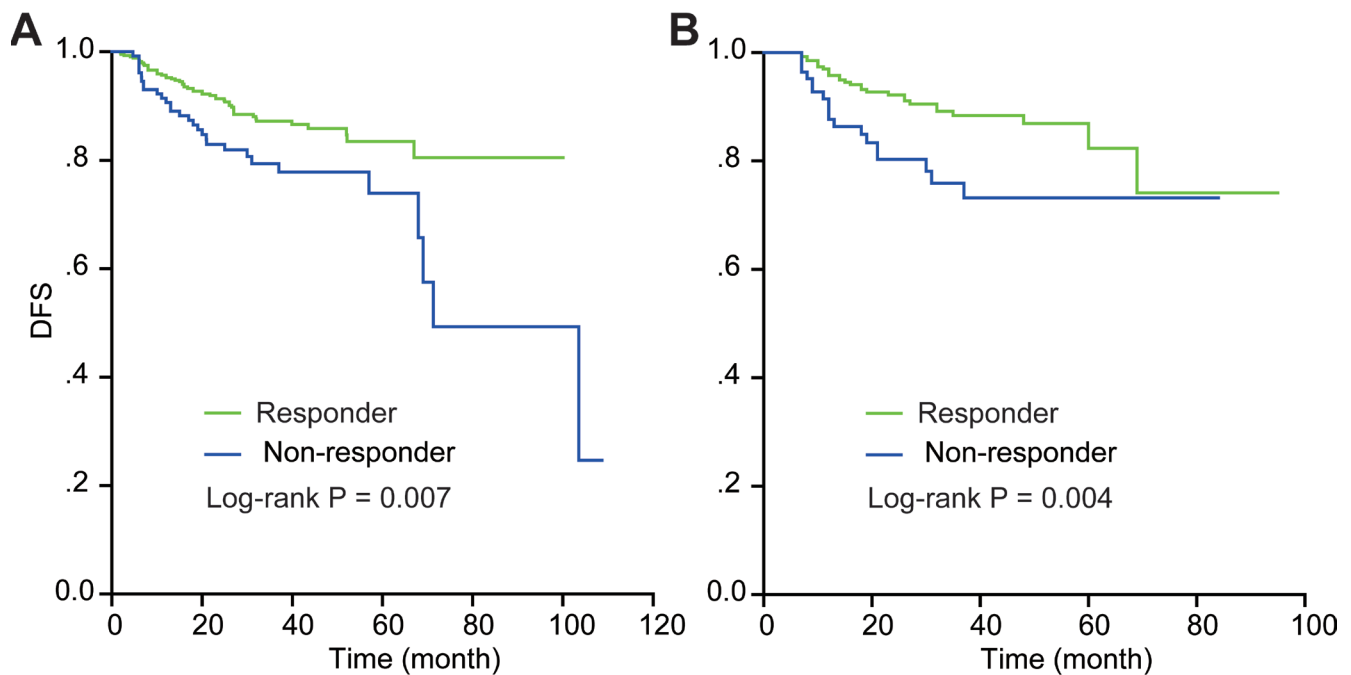 A
1.0
.8
.6
.4
.2
0.0
DFS
Responder
Non-responder
Log-rank P = 0.007
0 20 40 60 80 100 120
Time (month)
B
1.0
.8
.6
.4
.2
0.0
Responder
Non-responder
Log-rank P = 0.004
0 20 40 60 80 100
Time (month)